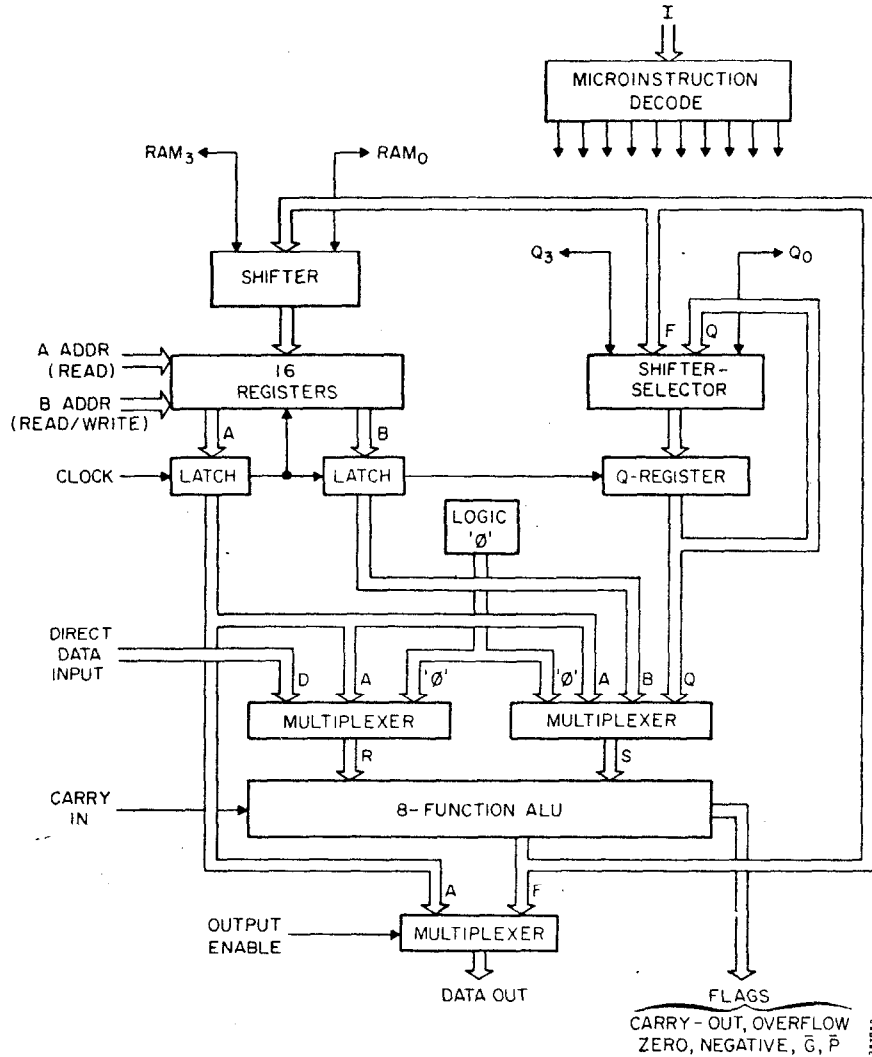 I
MICROINSTRUCTION
DECODE
RAM₃
RAM₀
SHIFTER
Q₃
Q₀
F
Q
A ADDR
(READ)
16
REGISTERS
SHIFTER-
SELECTOR
B ADDR
(READ/WRITE)
A
B
CLOCK
LATCH
LATCH
Q-REGISTER
LOGIC
'Ø'
DIRECT
DATA
INPUT
D
A
'Ø'
'Ø'
A
B
Q
MULTIPLEXER
MULTIPLEXER
R
S
CARRY
IN
8-FUNCTION ALU
A
F
OUTPUT
ENABLE
MULTIPLEXER
DATA OUT
FLAGS
CARRY-OUT, OVERFLOW
ZERO, NEGATIVE, G̅, P̅